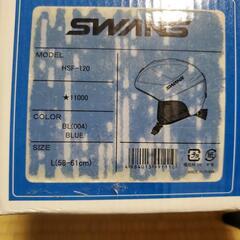 SWANS
MODEL
HSF-120
★11000
COLOR
BL(004)
BLUE
SIZE
L(58-61cm)
SWANS